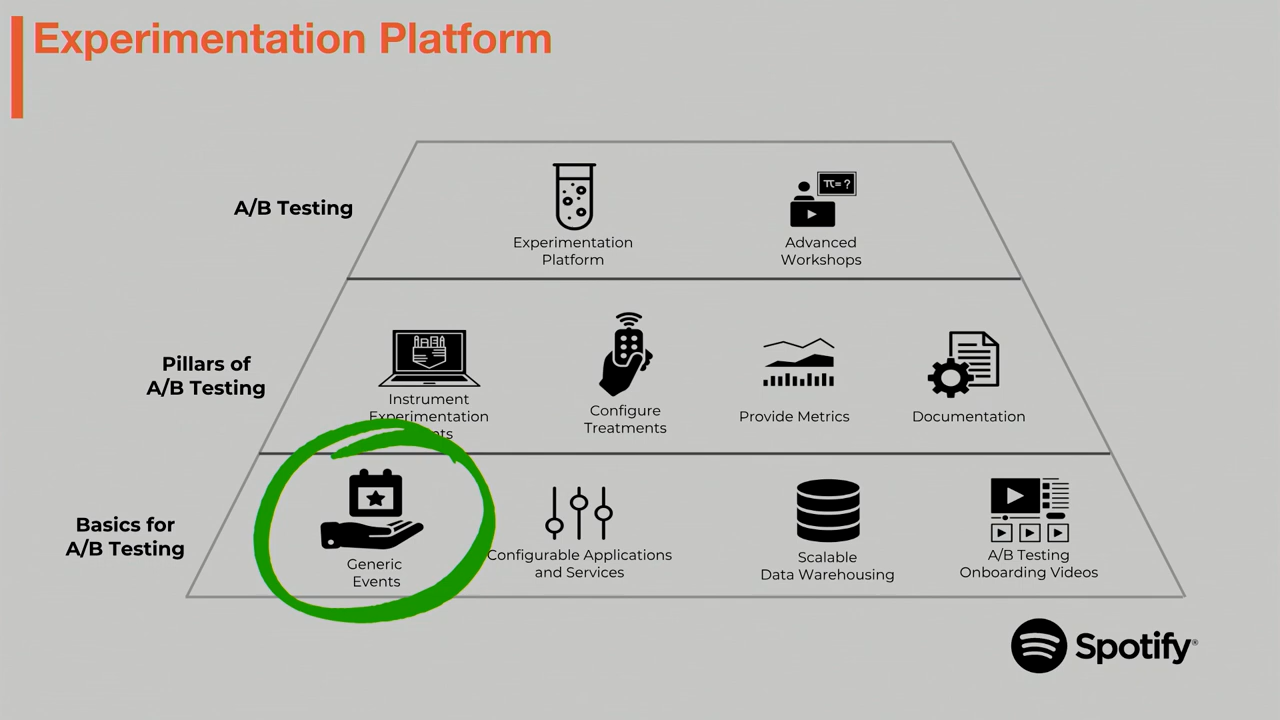 Experimentation Platform
A/B Testing
π= ?
Experimentation
Platform
Advanced
Workshops
Pillars of
A/B Testing
Instrument
Experimentation
Configure
Treatments
Provide Metrics
Documentation
Basics for
A/B Testing
Generic
Events
Configurable Applications
and Services
Scalable
Data Warehousing
A/B Testing
Onboarding Videos
Spotify®